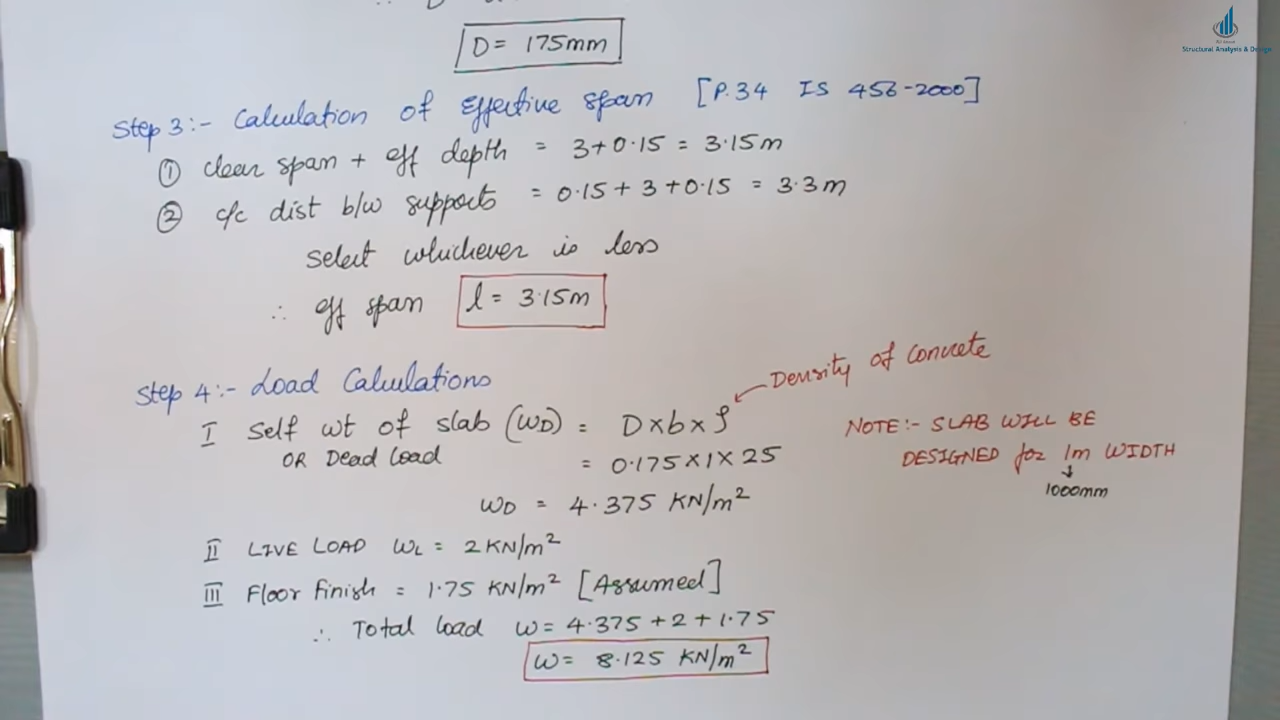 D = 175mm
Structural Analysis & Design
Step 3:- Calculation of Effective span [P.34 IS 456-2000]
① clear span + eff depth = 3+0.15 = 3.15m
② c/c dist b/w supports = 0.15 + 3 + 0.15 = 3.3m
Select whichever is less
∴ eff span l = 3.15m
Step 4:- Load Calculations
Density of Concrete
I Self wt of slab (WD) = D×b×ρ
OR Dead Load = 0.175×1×25
NOTE:- SLAB WILL BE
DESIGNED for 1m WIDTH
1000mm
WD = 4.375 KN/m²
II LIVE LOAD WL = 2KN/m²
III Floor Finish = 1.75 KN/m² [Assumed]
∴ Total load w = 4.375+2+1.75
w = 8.125 KN/m²